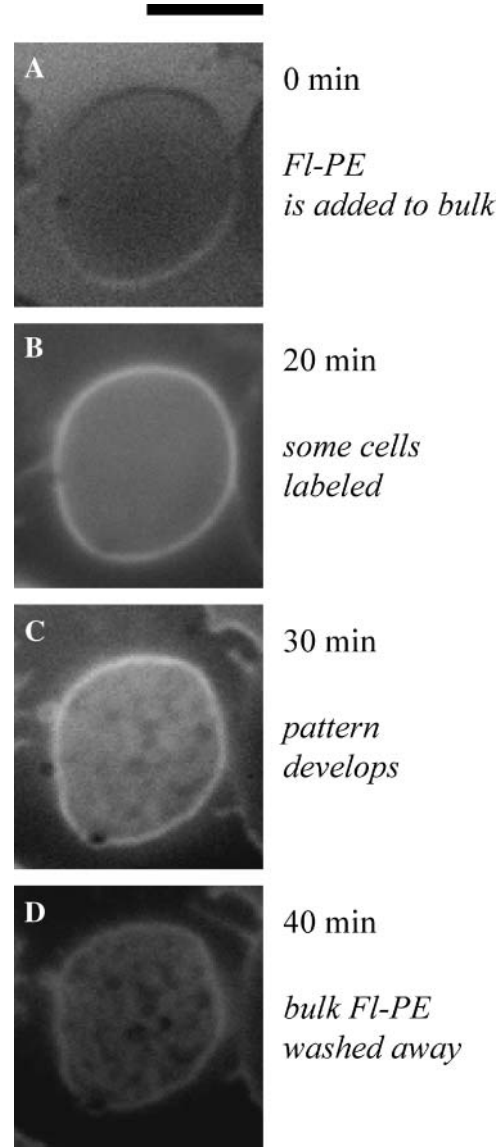 A
0 min
Fl-PE
is added to bulk
B
20 min
some cells
labeled
C
30 min
pattern
develops
D
40 min
bulk Fl-PE
washed away